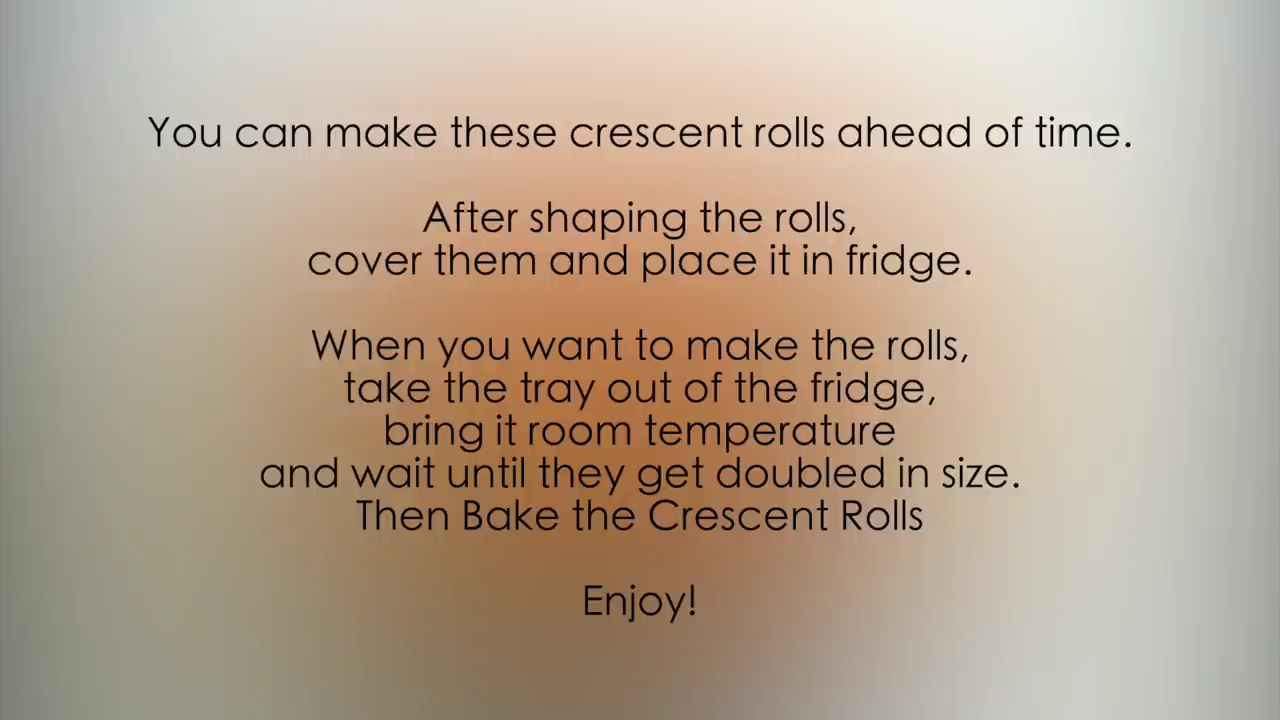 You can make these crescent rolls ahead of time.
After shaping the rolls,
cover them and place it in fridge.
When you want to make the rolls,
take the tray out of the fridge,
bring it room temperature
and wait until they get doubled in size.
Then Bake the Crescent Rolls
Enjoy!